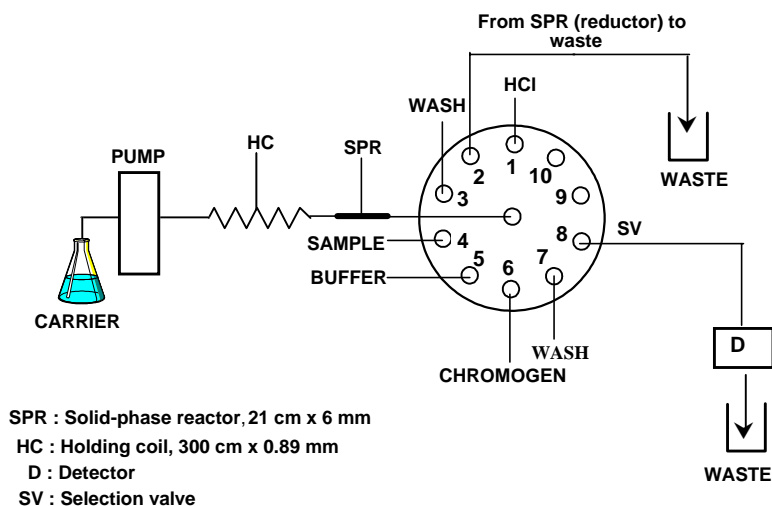 From SPR (reductor) to
waste
HCl
WASH
HC
SPR
PUMP
1
2
10
3
9
WASTE
SV
SAMPLE
4
8
5
7
BUFFER
6
CARRIER
WASH
D
CHROMOGEN
SPR : Solid-phase reactor, 21 cm x 6 mm
HC : Holding coil, 300 cm x 0.89 mm
D : Detector
WASTE
SV : Selection valve